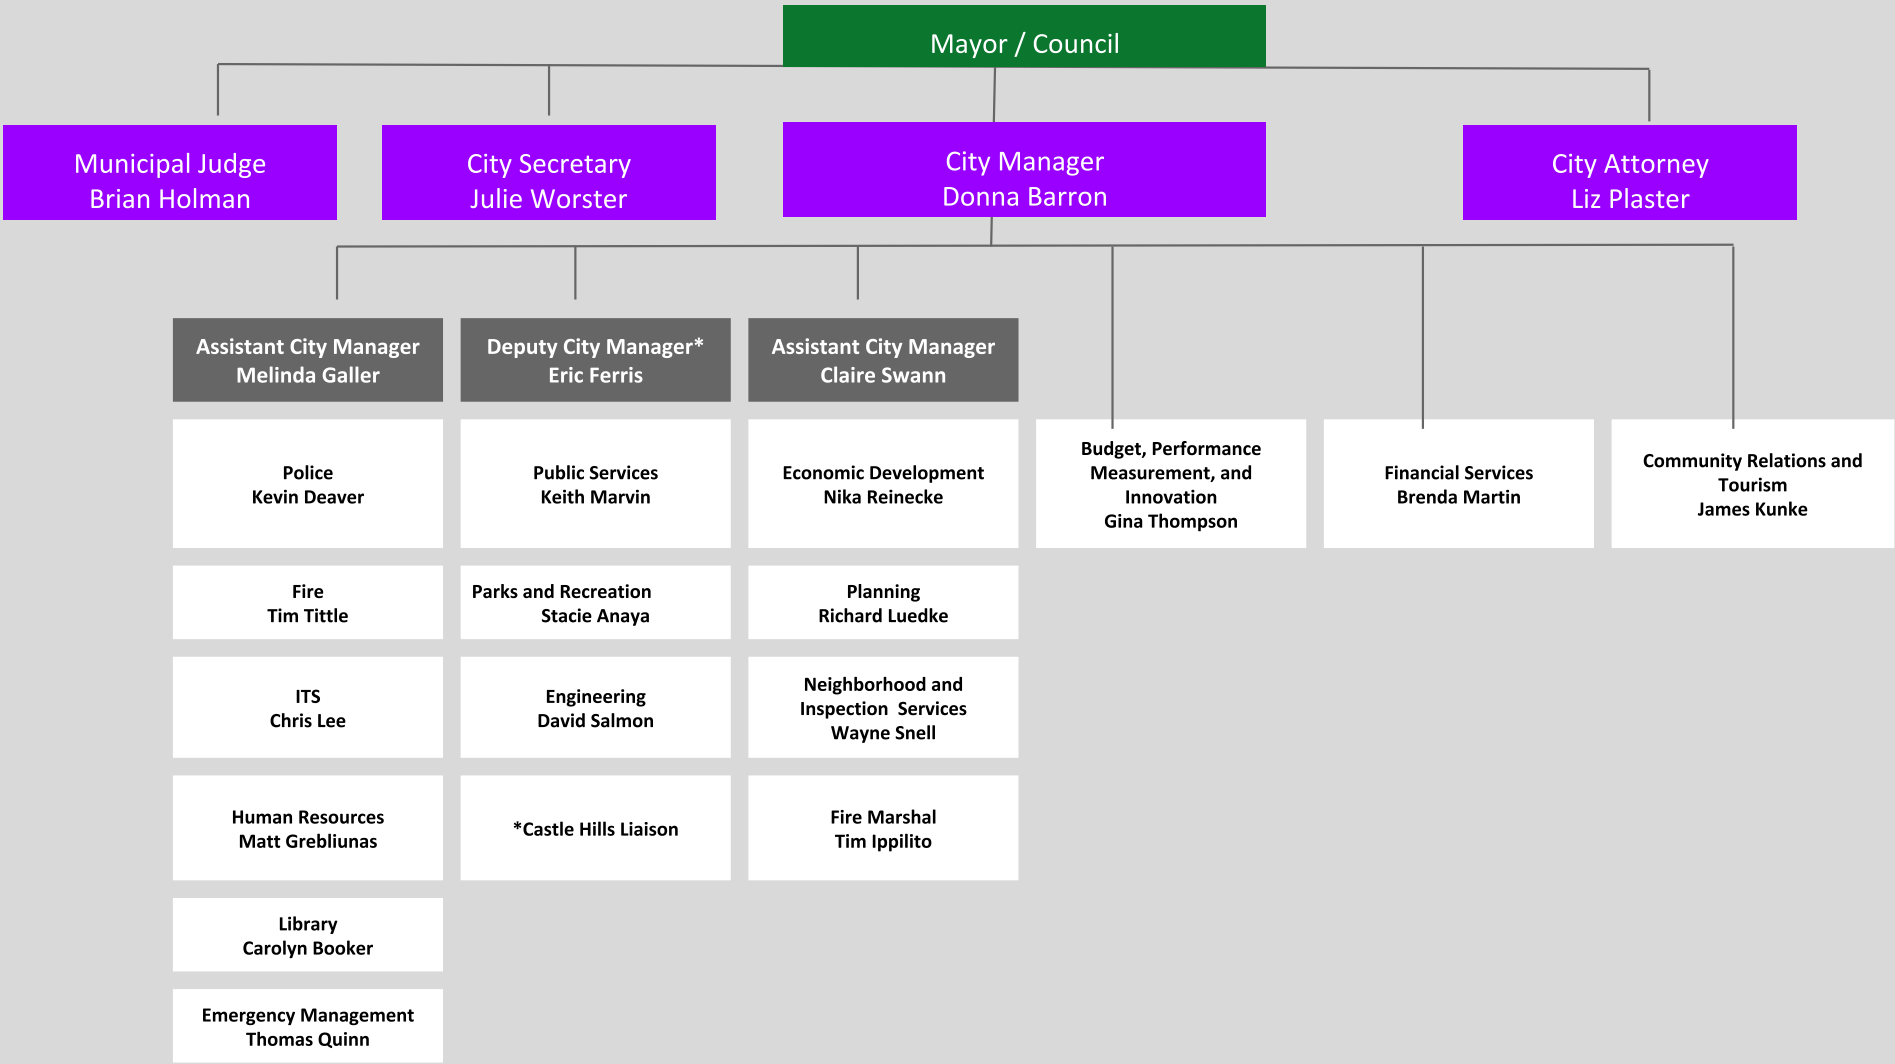 Mayor / Council
Municipal Judge
Brian Holman
City Secretary
Julie Worster
City Manager
Donna Barron
City Attorney
Liz Plaster
Assistant City Manager
Melinda Galler
Deputy City Manager*
Eric Ferris
Assistant City Manager
Claire Swann
Police
Kevin Deaver
Public Services
Keith Marvin
Economic Development
Nika Reinecke
Budget, Performance
Measurement, and
Innovation
Gina Thompson
Financial Services
Brenda Martin
Community Relations and
Tourism
James Kunke
Fire
Tim Tittle
Parks and Recreation
Stacie Anaya
Planning
Richard Luedke
ITS
Chris Lee
Engineering
David Salmon
Neighborhood and
Inspection  Services
Wayne Snell
Human Resources
Matt Grebliunas
*Castle Hills Liaison
Fire Marshal
Tim Ippilito
Library
Carolyn Booker
Emergency Management
Thomas Quinn